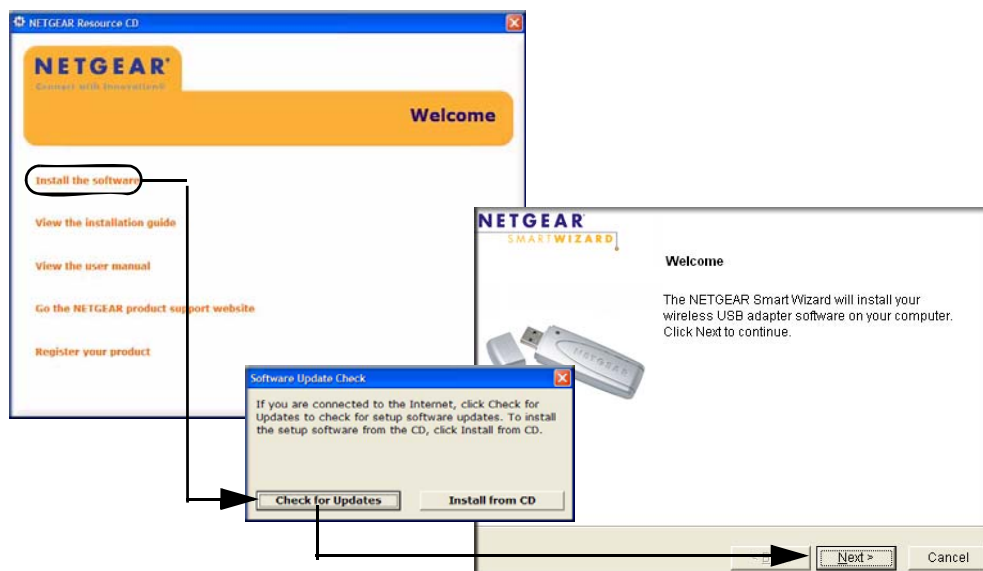 NETGEAR Resource CD
NETGEAR
Connect with Innovation
Welcome
Install the software
View the installation guide
View the user manual
Go the NETGEAR product support website
Register your product
NETGEAR
SMARTWIZARD
Welcome
The NETGEAR Smart Wizard will install your
wireless USB adapter software on your computer.
Click Next to continue.
NETGEAR
Software Update Check
If you are connected to the Internet, click Check for
Updates to check for setup software updates. To install
the setup software from the CD, click Install from CD.
Check for Updates
Install from CD
Next >
Cancel